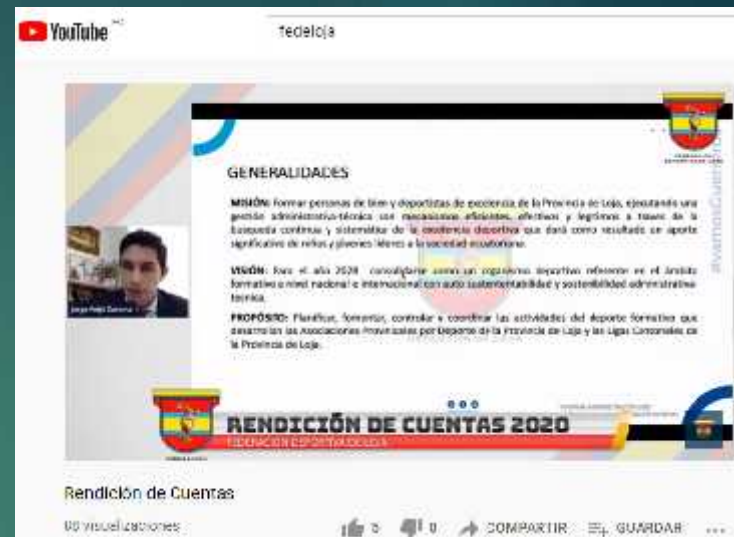 YouTube
fedeloja
GENERALIDADES
MISIÓN: Formar personas de bien y deportistas de excelencia de la Provincia de Loja, ejecutando una
gestión administrativa-técnica con mecanismos eficientes, efectivos y legítimos a traves de la
búsqueda continua y sistemática de la excelencia deportiva que dará como resultado un aporte
significativo de niños y jóvenes líderes a la sociedad ecuatoriana.
VISIÓN: Para el año 2028 consolidarse como un organismo deportivo referente en el ámbito
formativo a nivel nacional e internacional con auto sustentabilidad y sostenibilidad administrativa
técnica.
PROPÓSITO: Planificar, fomentar, controlar y coordinar las actividades del deporte formativo que
desarrollan las Asociaciones Provinciales por Deporte de la Provincia de Loja y las Ligas Cantonales de
la Provincia de Loja.
RENDICIÓN DE CUENTAS 2020
FEDERACIÓN DEPORTIVA DE LOJA
Rendición de Cuentas
visualizaciones
5
0
COMPARTIR
GUARDAR